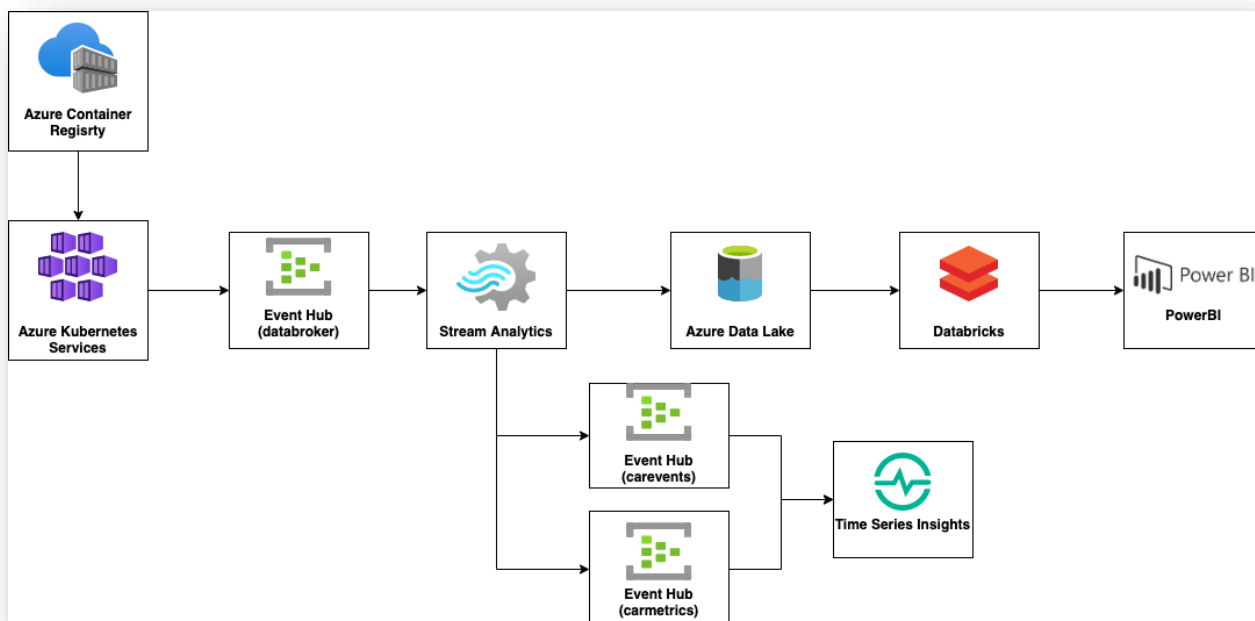 Azure Container
Regisrty
Azure Kubernetes
Services
Event Hub
(databroker)
Stream Analytics
Azure Data Lake
Databricks
Power BI
PowerBI
Event Hub
(carevents)
Time Series Insights
Event Hub
(carmetrics)